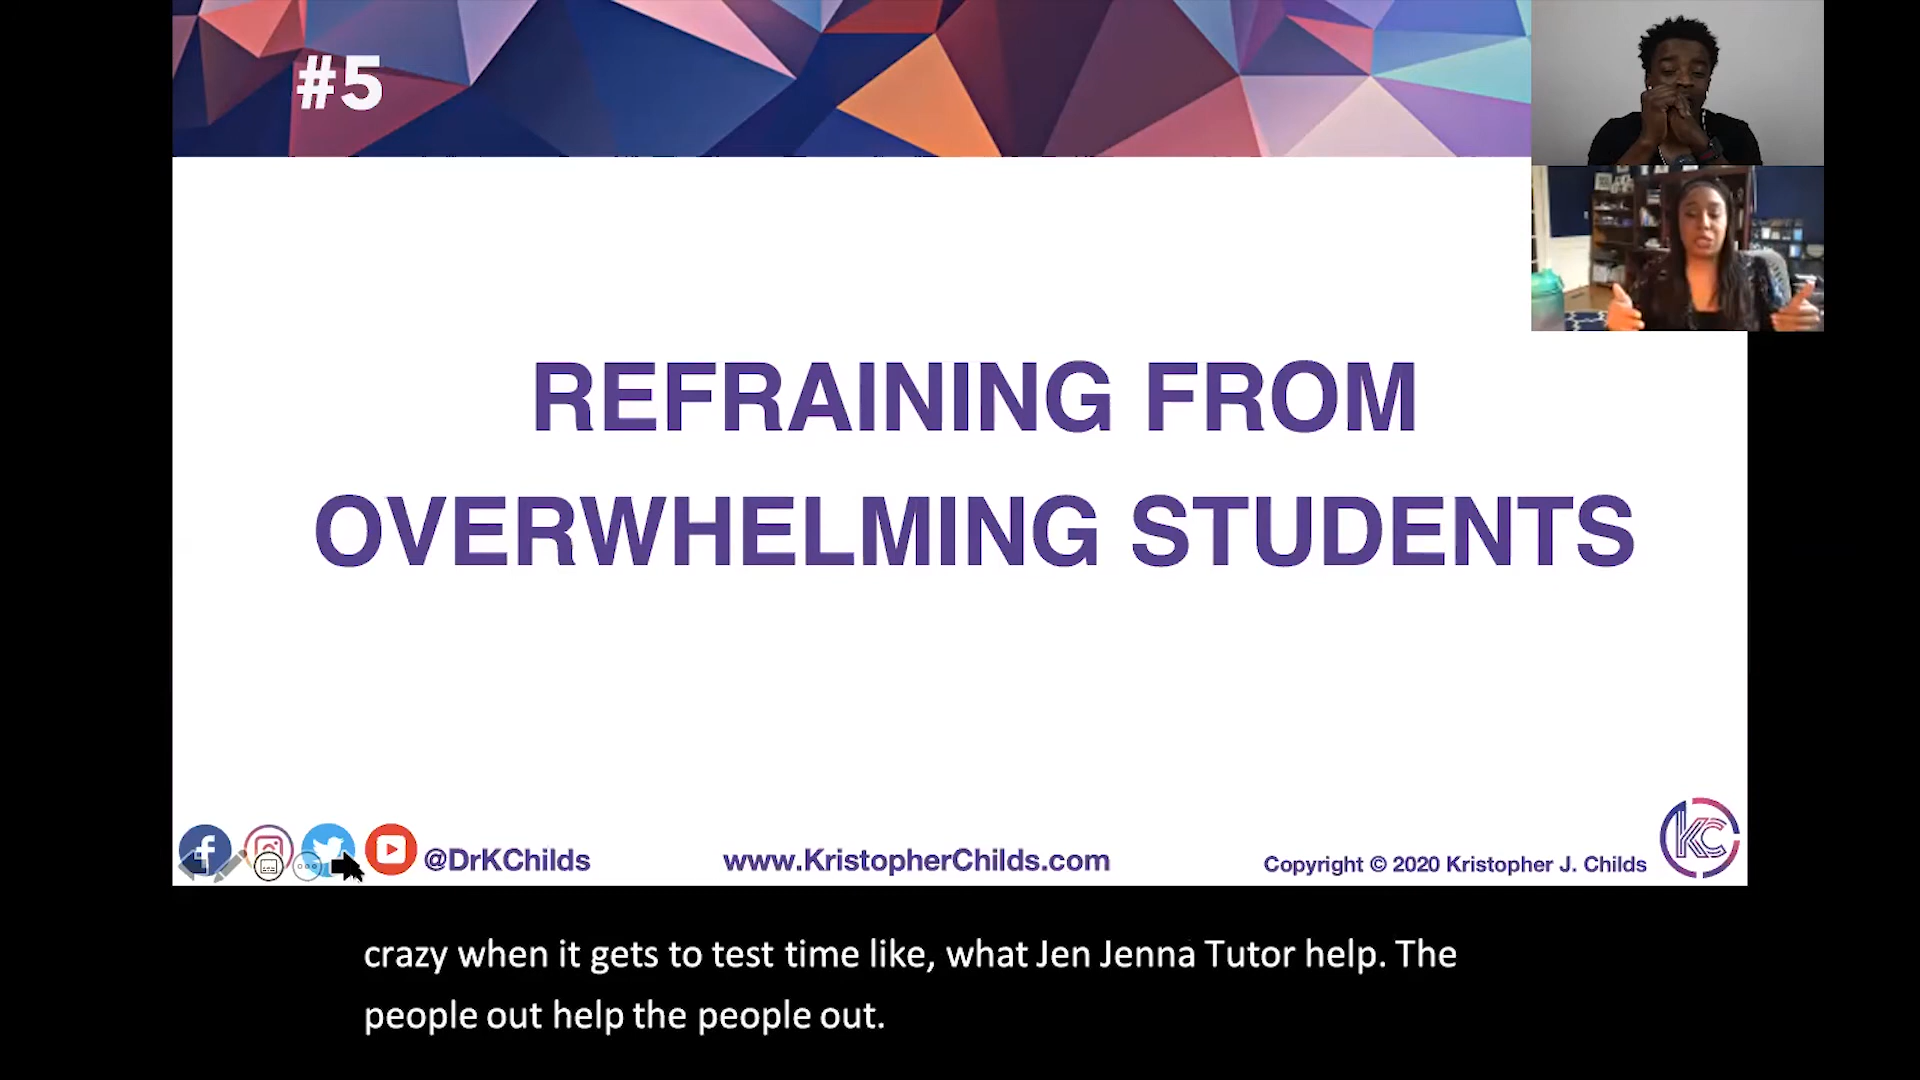 #5
REFRAINING FROM
OVERWHELMING STUDENTS
@DrKChilds
www.KristopherChilds.com
Copyright © 2020 Kristopher J. Childs
KC
crazy when it gets to test time like, what Jen Jenna Tutor help. The
people out help the people out.